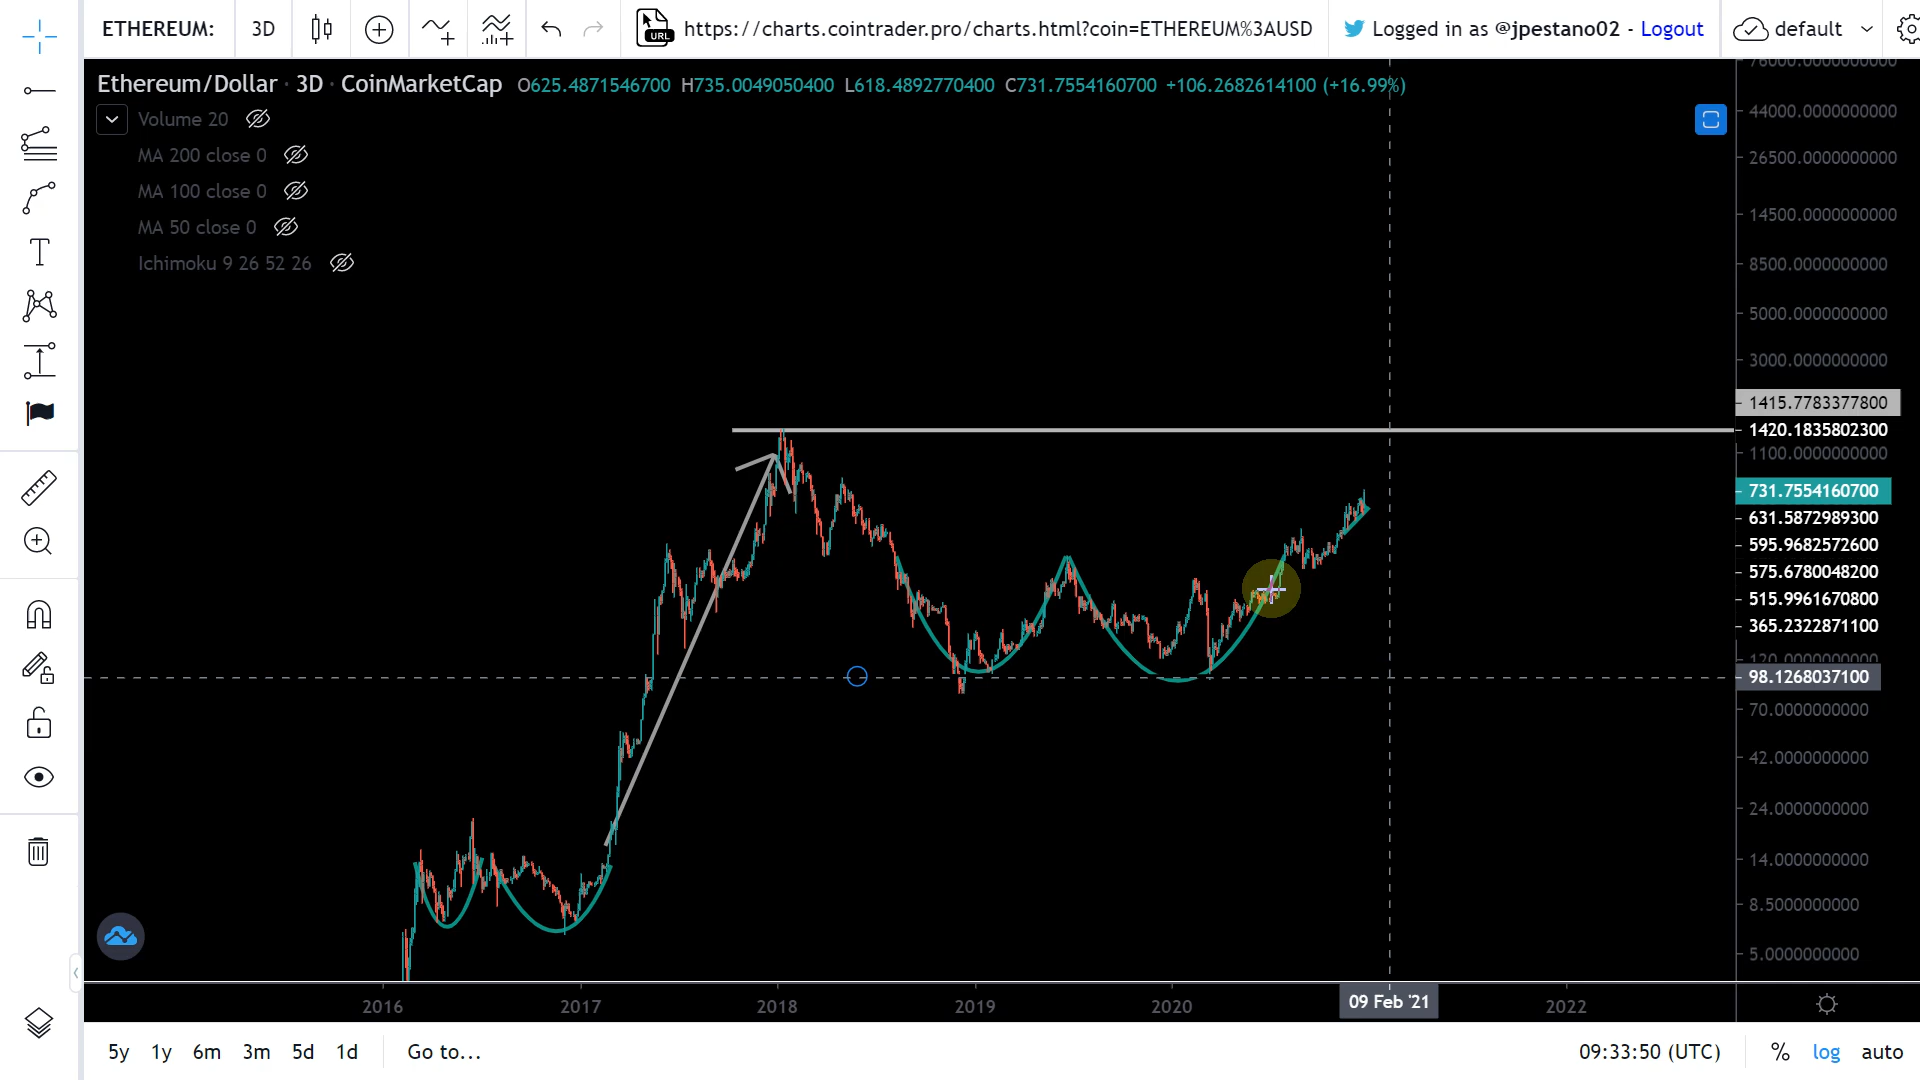 ETHEREUM: 3D URL https://charts.cointrader.pro/charts.html?coin=ETHEREUM%3AUSD Logged in as @jpestano02 - Logout default
Ethereum/Dollar · 3D · CoinMarketCap O625.4871546700 H735.0049050400 L618.4892770400 C731.7554160700 +106.2682614100 (+16.99%)
Volume 20
MA 200 close 0
MA 100 close 0
MA 50 close 0
Ichimoku 9 26 52 26
76000.0000000000
44000.0000000000
26500.0000000000
14500.0000000000
8500.0000000000
5000.0000000000
3000.0000000000
1415.7783377800
1420.1835802300
1100.0000000000
731.7554160700
631.5872989300
595.9682572600
575.6780048200
515.9961670800
365.2322871100
120.0000000000
98.1268037100
70.0000000000
42.0000000000
24.0000000000
14.0000000000
8.5000000000
5.0000000000
2016 2017 2018 2019 2020 09 Feb '21 2022
5y 1y 6m 3m 5d 1d Go to... 09:33:50 (UTC) % log auto